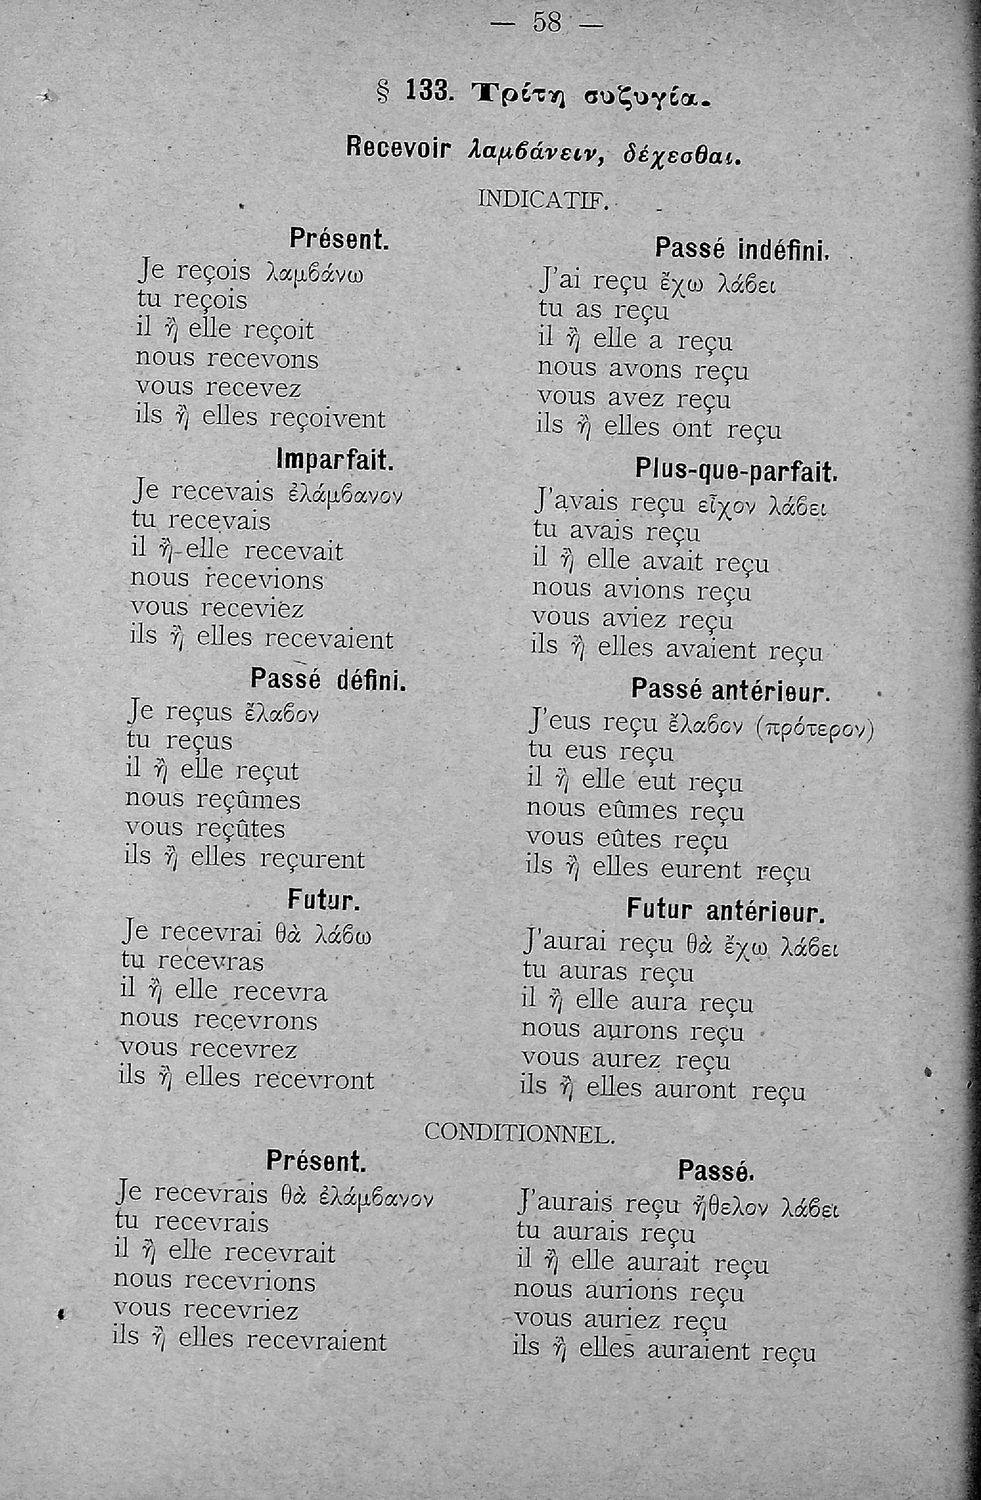 — 58 —
§ 133. Τρίτη συζυγία.
Recevoir λαμβάνειν, δέχεσθαι.
INDICATIF.
Présent.
Je reçois λαμβάνω
tu reçois
il ἢ elle reçoit
nous recevons
vous recevez
ils ἢ elles reçoivent
Imparfait.
Je recevais ἐλάμβανον
tu recevais
il ἢ elle recevait
nous recevions
vous receviez
ils ἢ elles recevaient
Passé défini.
Je reçus ἔλαβον
tu reçus
il ἢ elle reçut
nous reçûmes
vous reçûtes
ils ἢ elles reçurent
Futur.
Je recevrai θὰ λάβω
tu recevras
il ἢ elle recevra
nous recevrons
vous recevrez
ils ἢ elles recevront
Passé indéfini.
J'ai reçu ἔχω λάβει
tu as reçu
il ἢ elle a reçu
nous avons reçu
vous avez reçu
ils ἢ elles ont reçu
Plus-que-parfait.
J'avais reçu εἶχον λάβει
tu avais reçu
il ἢ elle avait reçu
nous avions reçu
vous aviez reçu
ils ἢ elles avaient reçu
Passé antérieur.
J'eus reçu ἔλαβον (πρότερον)
tu eus reçu
il ἢ elle eut reçu
nous eûmes reçu
vous eûtes reçu
ils ἢ elles eurent reçu
Futur antérieur.
J'aurai reçu θὰ ἔχω λάβει
tu auras reçu
il ἢ elle aura reçu
nous aurons reçu
vous aurez reçu
ils ἢ elles auront reçu
CONDITIONNEL.
Présent.
Je recevrais θὰ ἐλάμβανον
tu recevrais
il ἢ elle recevrait
nous recevrions
vous recevriez
ils ἢ elles recevraient
Passé.
J'aurais reçu ἤθελον λάβει
tu aurais reçu
il ἢ elle aurait reçu
nous aurions reçu
vous auriez reçu
ils ἢ elles auraient reçu